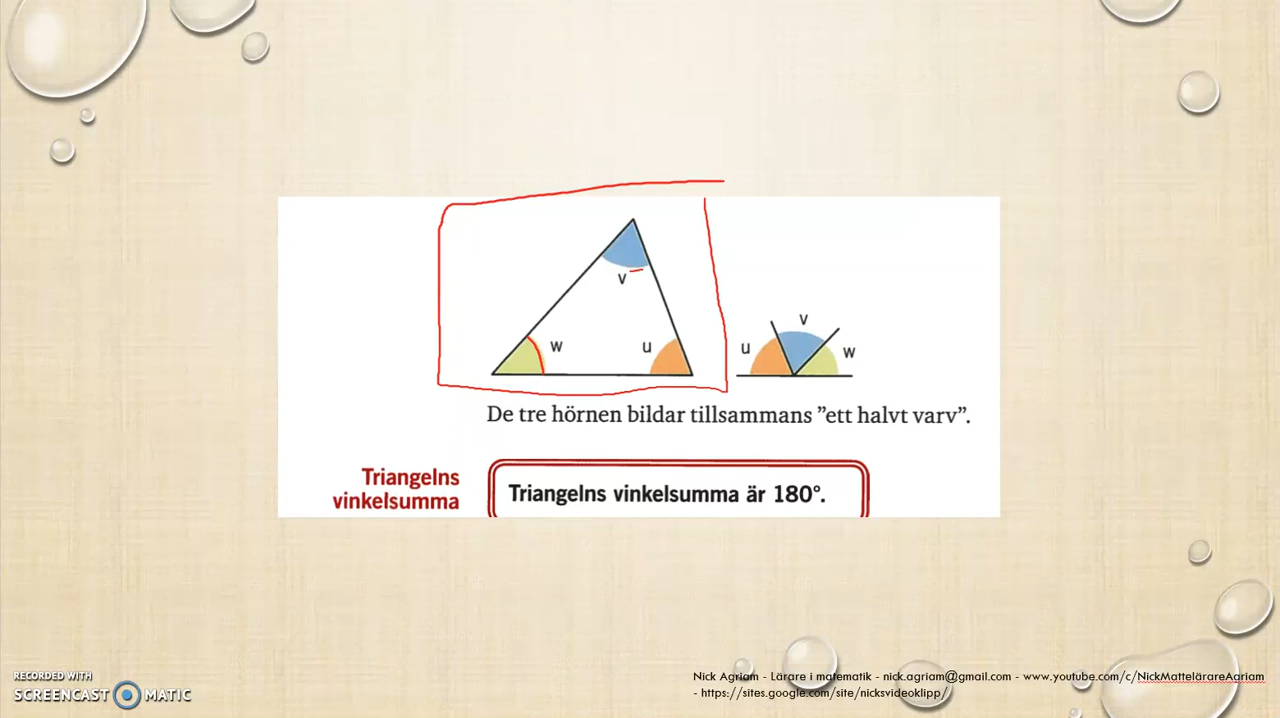 v
w
u
v
u
w
De tre hörnen bildar tillsammans ”ett halvt varv”.
Triangelns
vinkelsumma
Triangelns vinkelsumma är 180°.
RECORDED WITH
SCREENCAST MATIC
Nick Agriam - Lärare i matematik - nick.agriam@gmail.com - www.youtube.com/c/NickMattelärareAgriam
- https://sites.google.com/site/nicksvideoklipp/